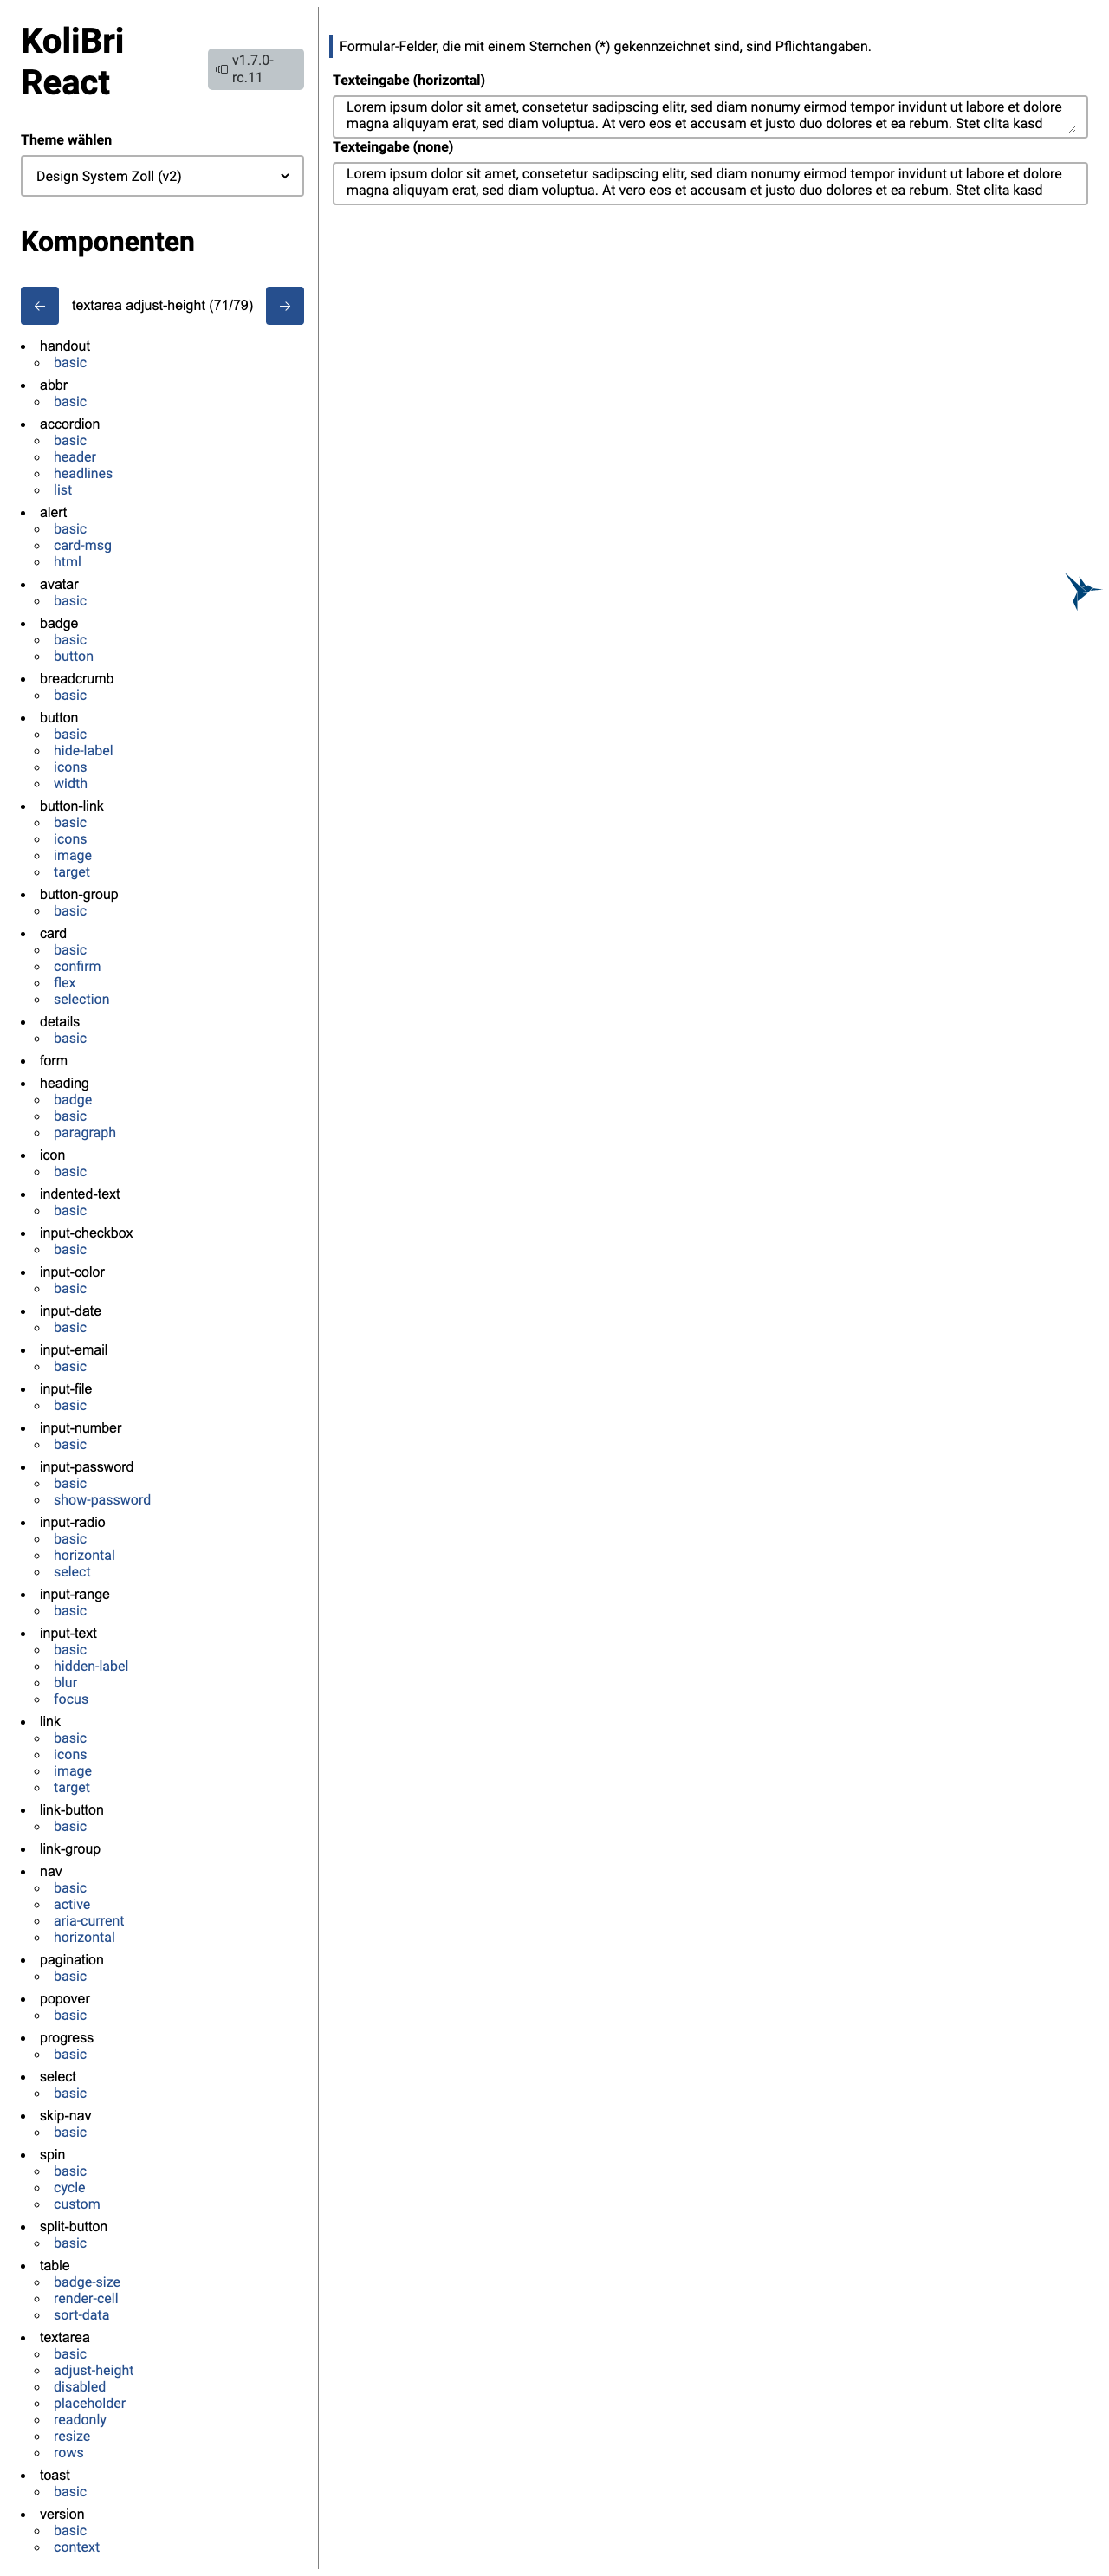 KoliBri
React
v1.7.0-
rc.11
Theme wählen
Design System Zoll (v2)
Komponenten
textarea adjust-height (71/79)
handout
basic
abbr
basic
accordion
basic
header
headlines
list
alert
basic
card-msg
html
avatar
basic
badge
basic
button
breadcrumb
basic
button
basic
hide-label
icons
width
button-link
basic
icons
image
target
button-group
basic
card
basic
confirm
flex
selection
details
basic
form
heading
badge
basic
paragraph
icon
basic
indented-text
basic
input-checkbox
basic
input-color
basic
input-date
basic
input-email
basic
input-file
basic
input-number
basic
input-password
basic
show-password
input-radio
basic
horizontal
select
input-range
basic
input-text
basic
hidden-label
blur
focus
link
basic
icons
image
target
link-button
basic
link-group
nav
basic
active
aria-current
horizontal
pagination
basic
popover
basic
progress
basic
select
basic
skip-nav
basic
spin
basic
cycle
custom
split-button
basic
table
badge-size
render-cell
sort-data
textarea
basic
adjust-height
disabled
placeholder
readonly
resize
rows
toast
basic
version
basic
context
Formular-Felder, die mit einem Sternchen (*) gekennzeichnet sind, sind Pflichtangaben.
Texteingabe (horizontal)
Lorem ipsum dolor sit amet, consetetur sadipscing elitr, sed diam nonumy eirmod tempor invidunt ut labore et dolore
magna aliquyam erat, sed diam voluptua. At vero eos et accusam et justo duo dolores et ea rebum. Stet clita kasd
Texteingabe (none)
Lorem ipsum dolor sit amet, consetetur sadipscing elitr, sed diam nonumy eirmod tempor invidunt ut labore et dolore
magna aliquyam erat, sed diam voluptua. At vero eos et accusam et justo duo dolores et ea rebum. Stet clita kasd